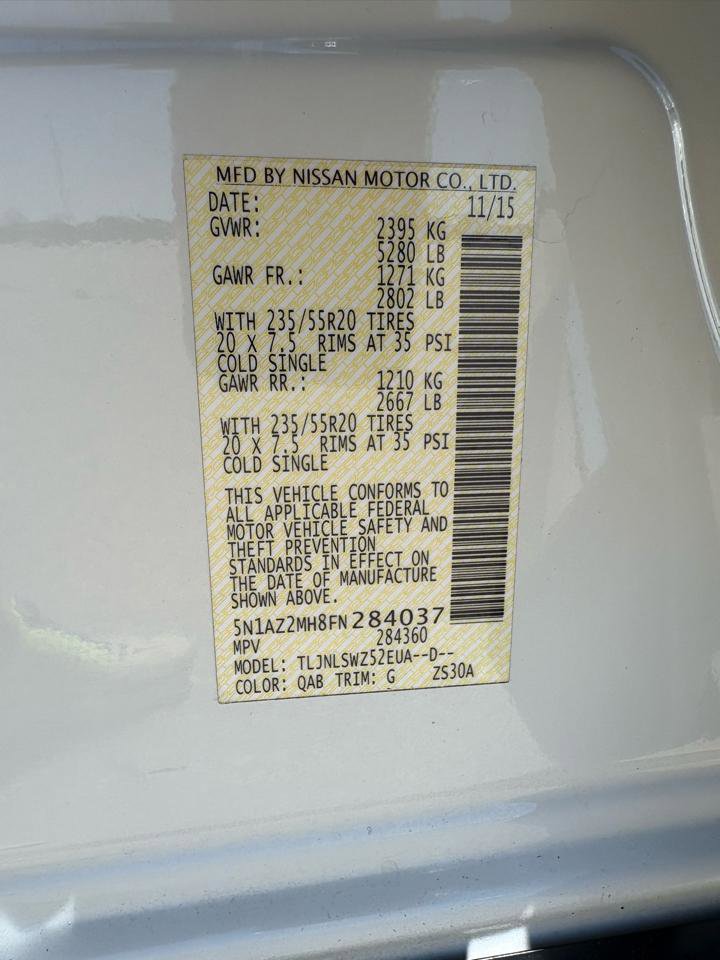 MFD BY NISSAN MOTOR CO., LTD.
DATE: 11/15
GVWR: 2395 KG
5280 LB
GAWR FR.: 1271 KG
2802 LB
WITH 235/55R20 TIRES
20 X 7.5 RIMS AT 35 PSI
COLD SINGLE
GAWR RR.: 1210 KG
2667 LB
WITH 235/55R20 TIRES
20 X 7.5 RIMS AT 35 PSI
COLD SINGLE
THIS VEHICLE CONFORMS TO
ALL APPLICABLE FEDERAL
MOTOR VEHICLE SAFETY AND
THEFT PREVENTION
STANDARDS IN EFFECT ON
THE DATE OF MANUFACTURE
SHOWN ABOVE.
5N1AZ2MH8FN284037
MPV 284360
MODEL: TLJNLSWZ52EUA--D--
COLOR: QAB TRIM: G ZS30A